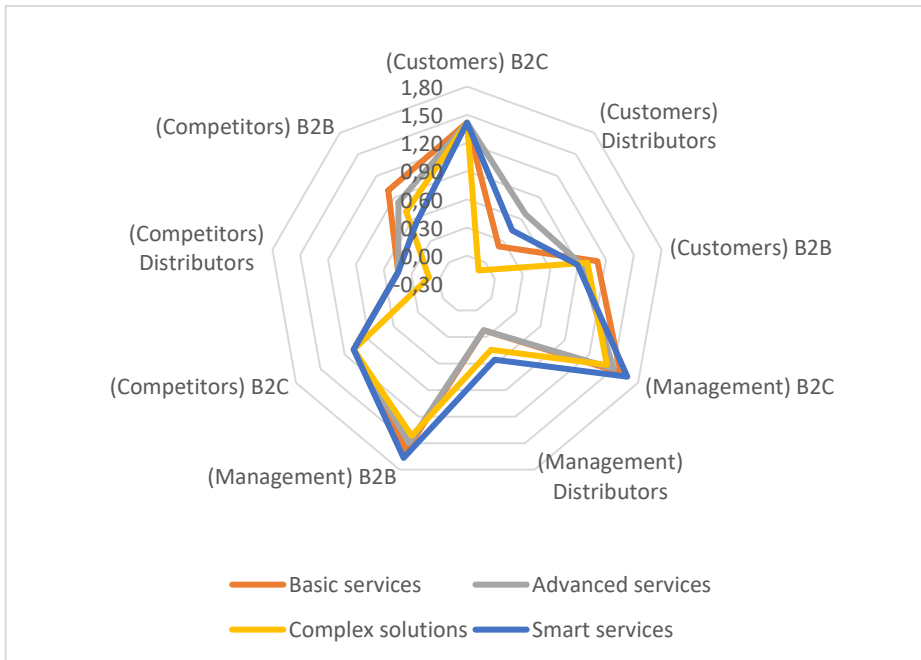 (Customers) B2C
1,80
1,50
1,20
0,90
0,60
0,30
0,00
-0,30
(Customers)
Distributors
(Customers) B2B
(Management) B2C
(Management)
Distributors
(Management) B2B
(Competitors) B2C
(Competitors)
Distributors
(Competitors) B2B
Basic services
Advanced services
Complex solutions
Smart services